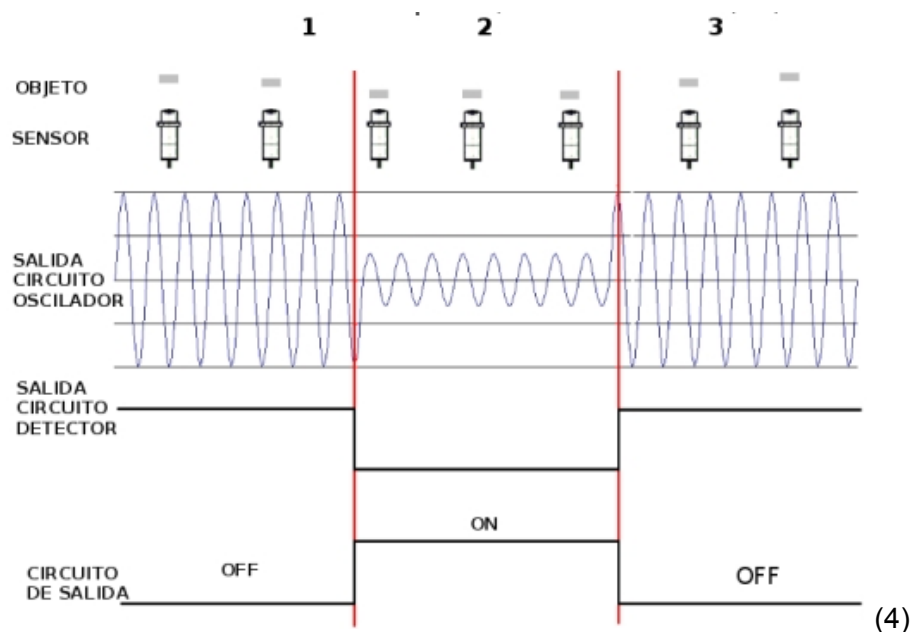 1 2 3
OBJETO
SENSOR
SALIDA
CIRCUITO
OSCILADOR
SALIDA
CIRCUITO
DETECTOR
ON
OFF
OFF
CIRCUITO
DE SALIDA
(4)